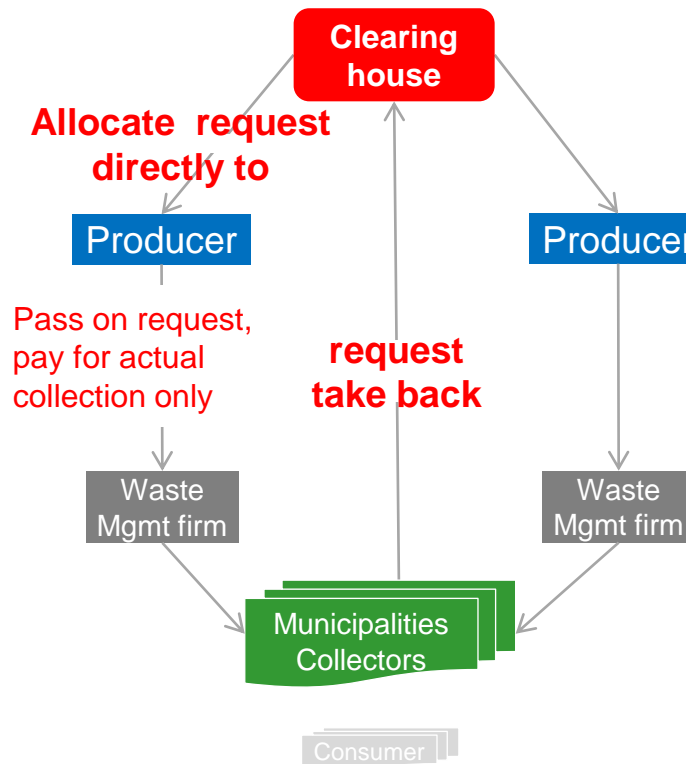 Clearing
house
Allocate request
directly to
Producer
Producer
Pass on request,
pay for actual
collection only
request
take back
Waste
Mgmt firm
Waste
Mgmt firm
Municipalities
Collectors
Consumer